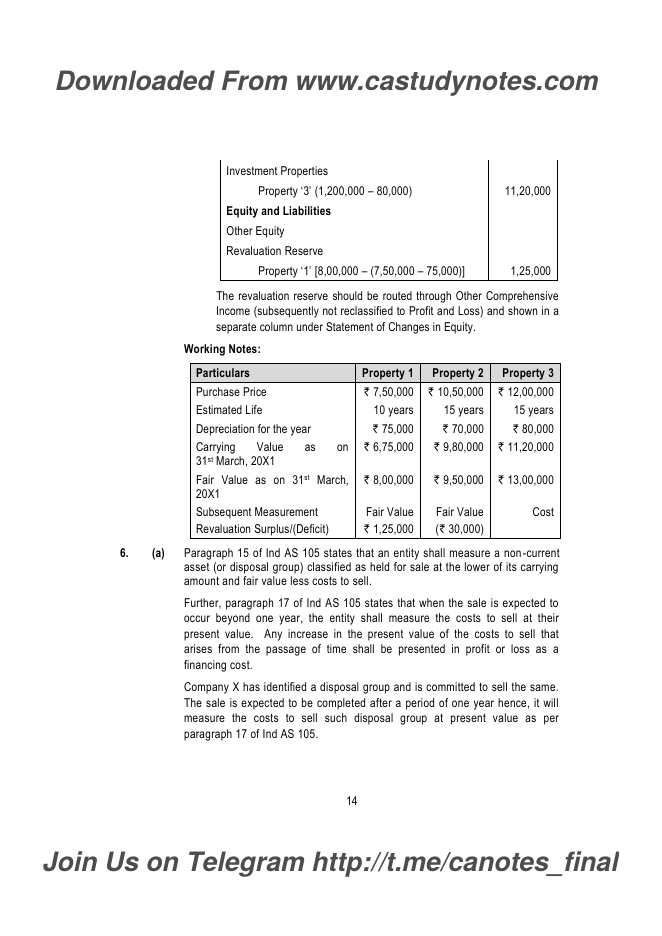 Downloaded From www.castudynotes.com
Investment Properties
Property ‘3’ (1,200,000 – 80,000) 11,20,000
Equity and Liabilities
Other Equity
Revaluation Reserve
Property ‘1’ [8,00,000 – (7,50,000 – 75,000)] 1,25,000
The revaluation reserve should be routed through Other Comprehensive
Income (subsequently not reclassified to Profit and Loss) and shown in a
separate column under Statement of Changes in Equity.
Working Notes:
Particulars Property 1 Property 2 Property 3
Purchase Price ₹ 7,50,000 ₹ 10,50,000 ₹ 12,00,000
Estimated Life 10 years 15 years 15 years
Depreciation for the year ₹ 75,000 ₹ 70,000 ₹ 80,000
Carrying Value as on ₹ 6,75,000 ₹ 9,80,000 ₹ 11,20,000
31st March, 20X1
Fair Value as on 31st March, ₹ 8,00,000 ₹ 9,50,000 ₹ 13,00,000
20X1
Subsequent Measurement Fair Value Fair Value Cost
Revaluation Surplus/(Deficit) ₹ 1,25,000 (₹ 30,000)
6. (a) Paragraph 15 of Ind AS 105 states that an entity shall measure a non-current
asset (or disposal group) classified as held for sale at the lower of its carrying
amount and fair value less costs to sell.
Further, paragraph 17 of Ind AS 105 states that when the sale is expected to
occur beyond one year, the entity shall measure the costs to sell at their
present value. Any increase in the present value of the costs to sell that
arises from the passage of time shall be presented in profit or loss as a
financing cost.
Company X has identified a disposal group and is committed to sell the same.
The sale is expected to be completed after a period of one year hence, it will
measure the costs to sell such disposal group at present value as per
paragraph 17 of Ind AS 105.
14
Join Us on Telegram http://t.me/canotes_final